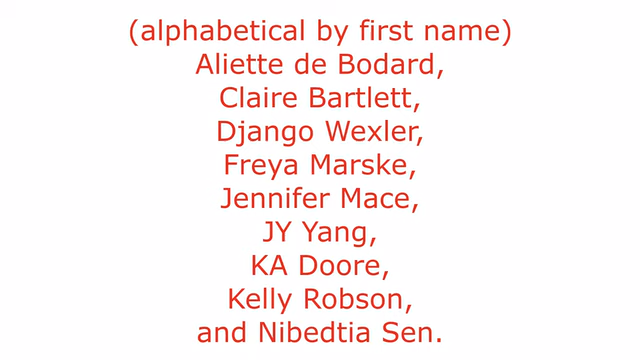 (alphabetical by first name)
Aliette de Bodard,
Claire Bartlett,
Django Wexler,
Freya Marske,
Jennifer Mace,
JY Yang,
KA Doore,
Kelly Robson,
and Nibedtia Sen.